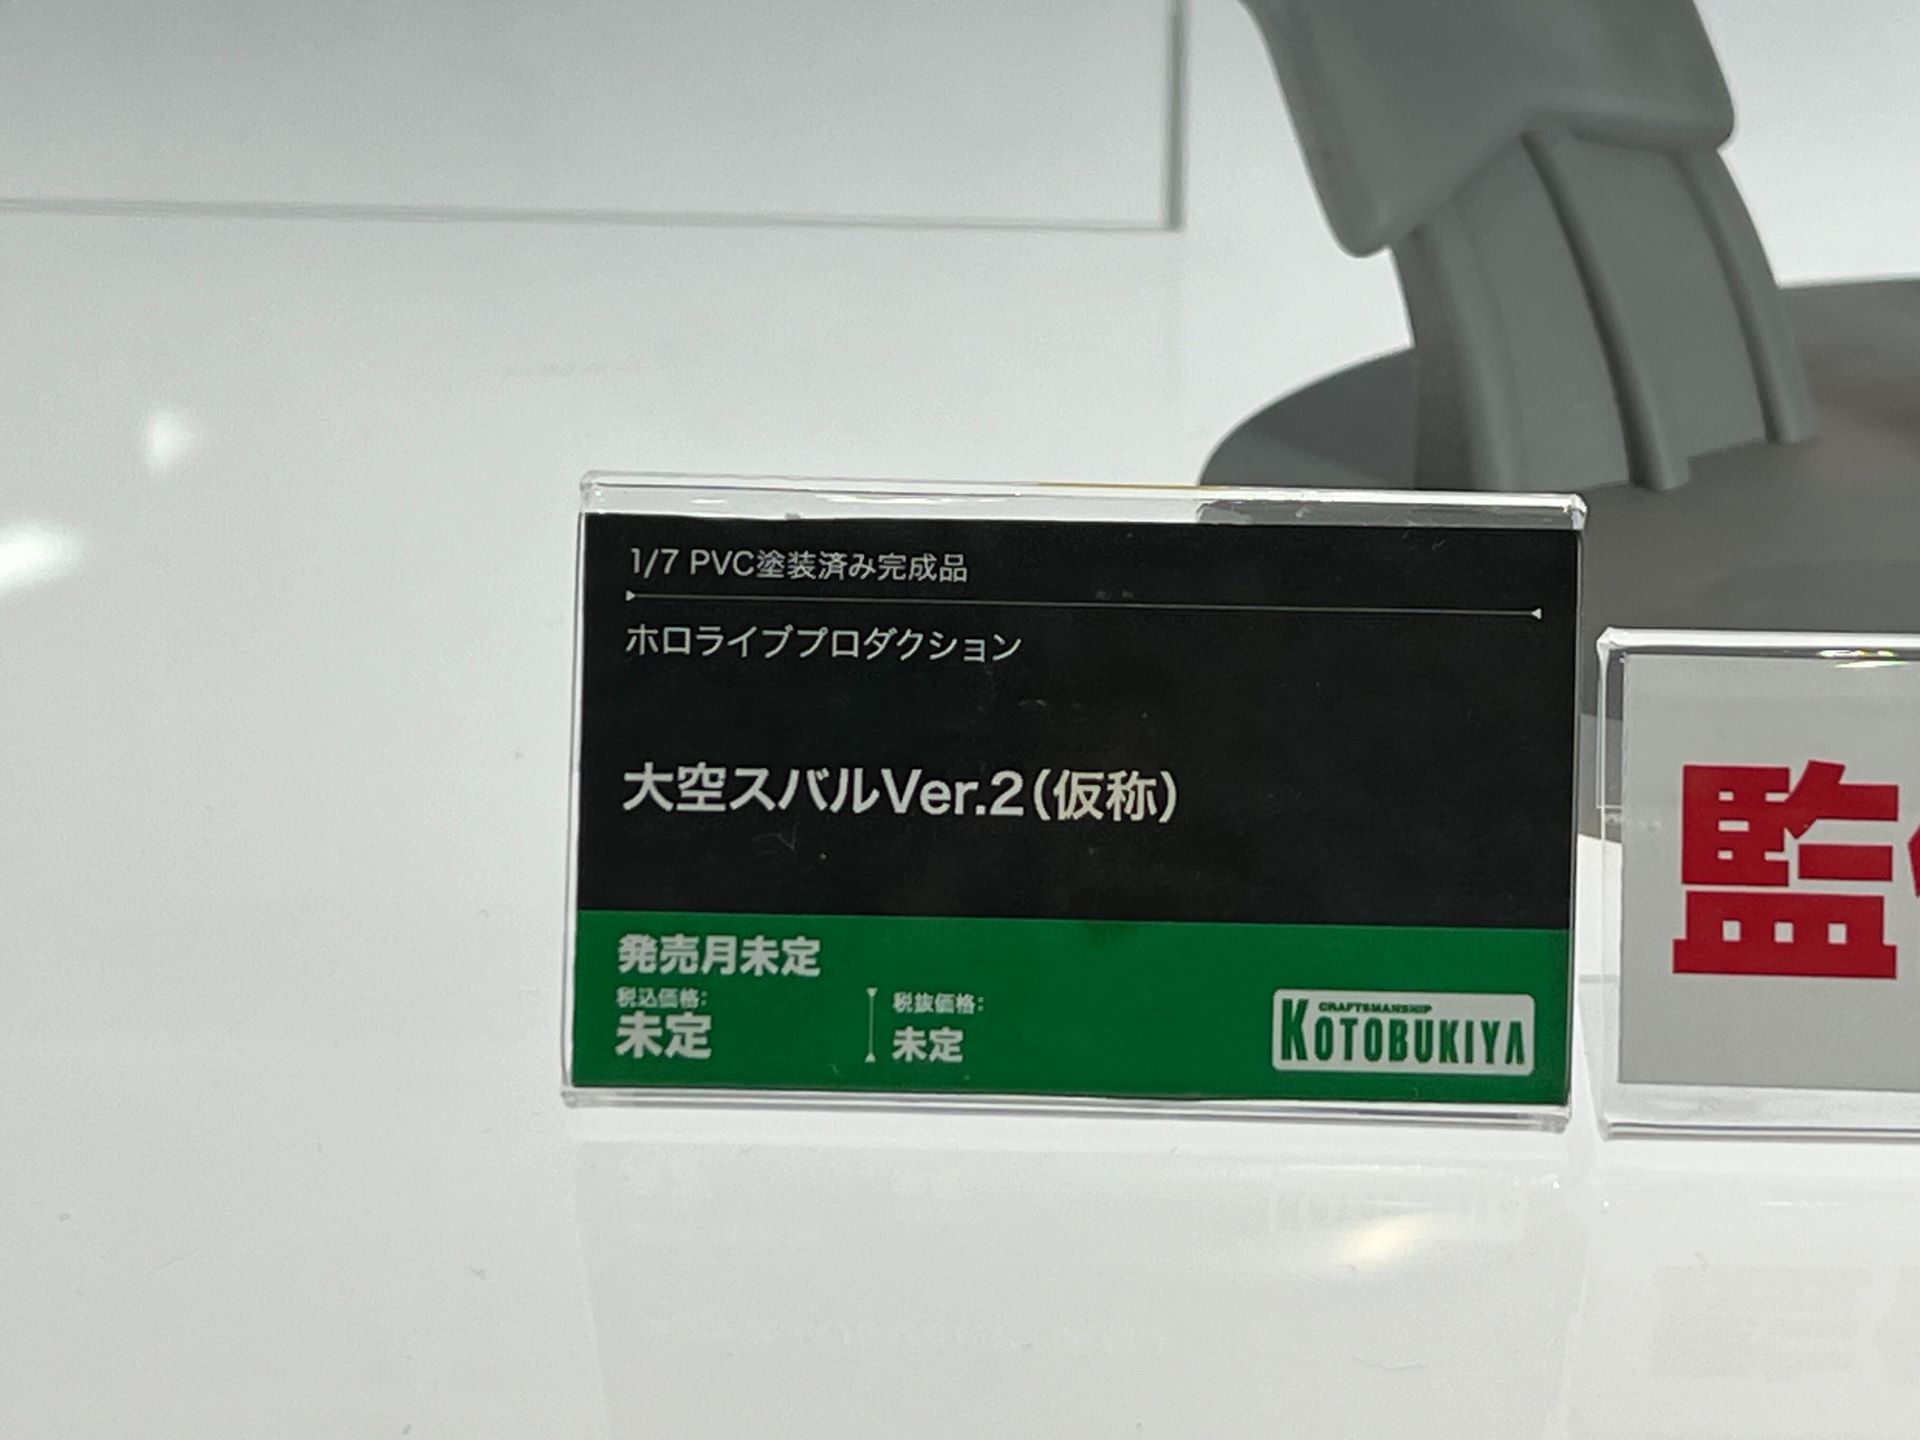 1/7 PVC塗装済み完成品
ホロライブプロダクション
大空スバルVer.2(仮称)
発売月未定
税込価格:
未定
税抜価格:
未定
CRAFTSMANSHIP
KOTOBUKIYA
監